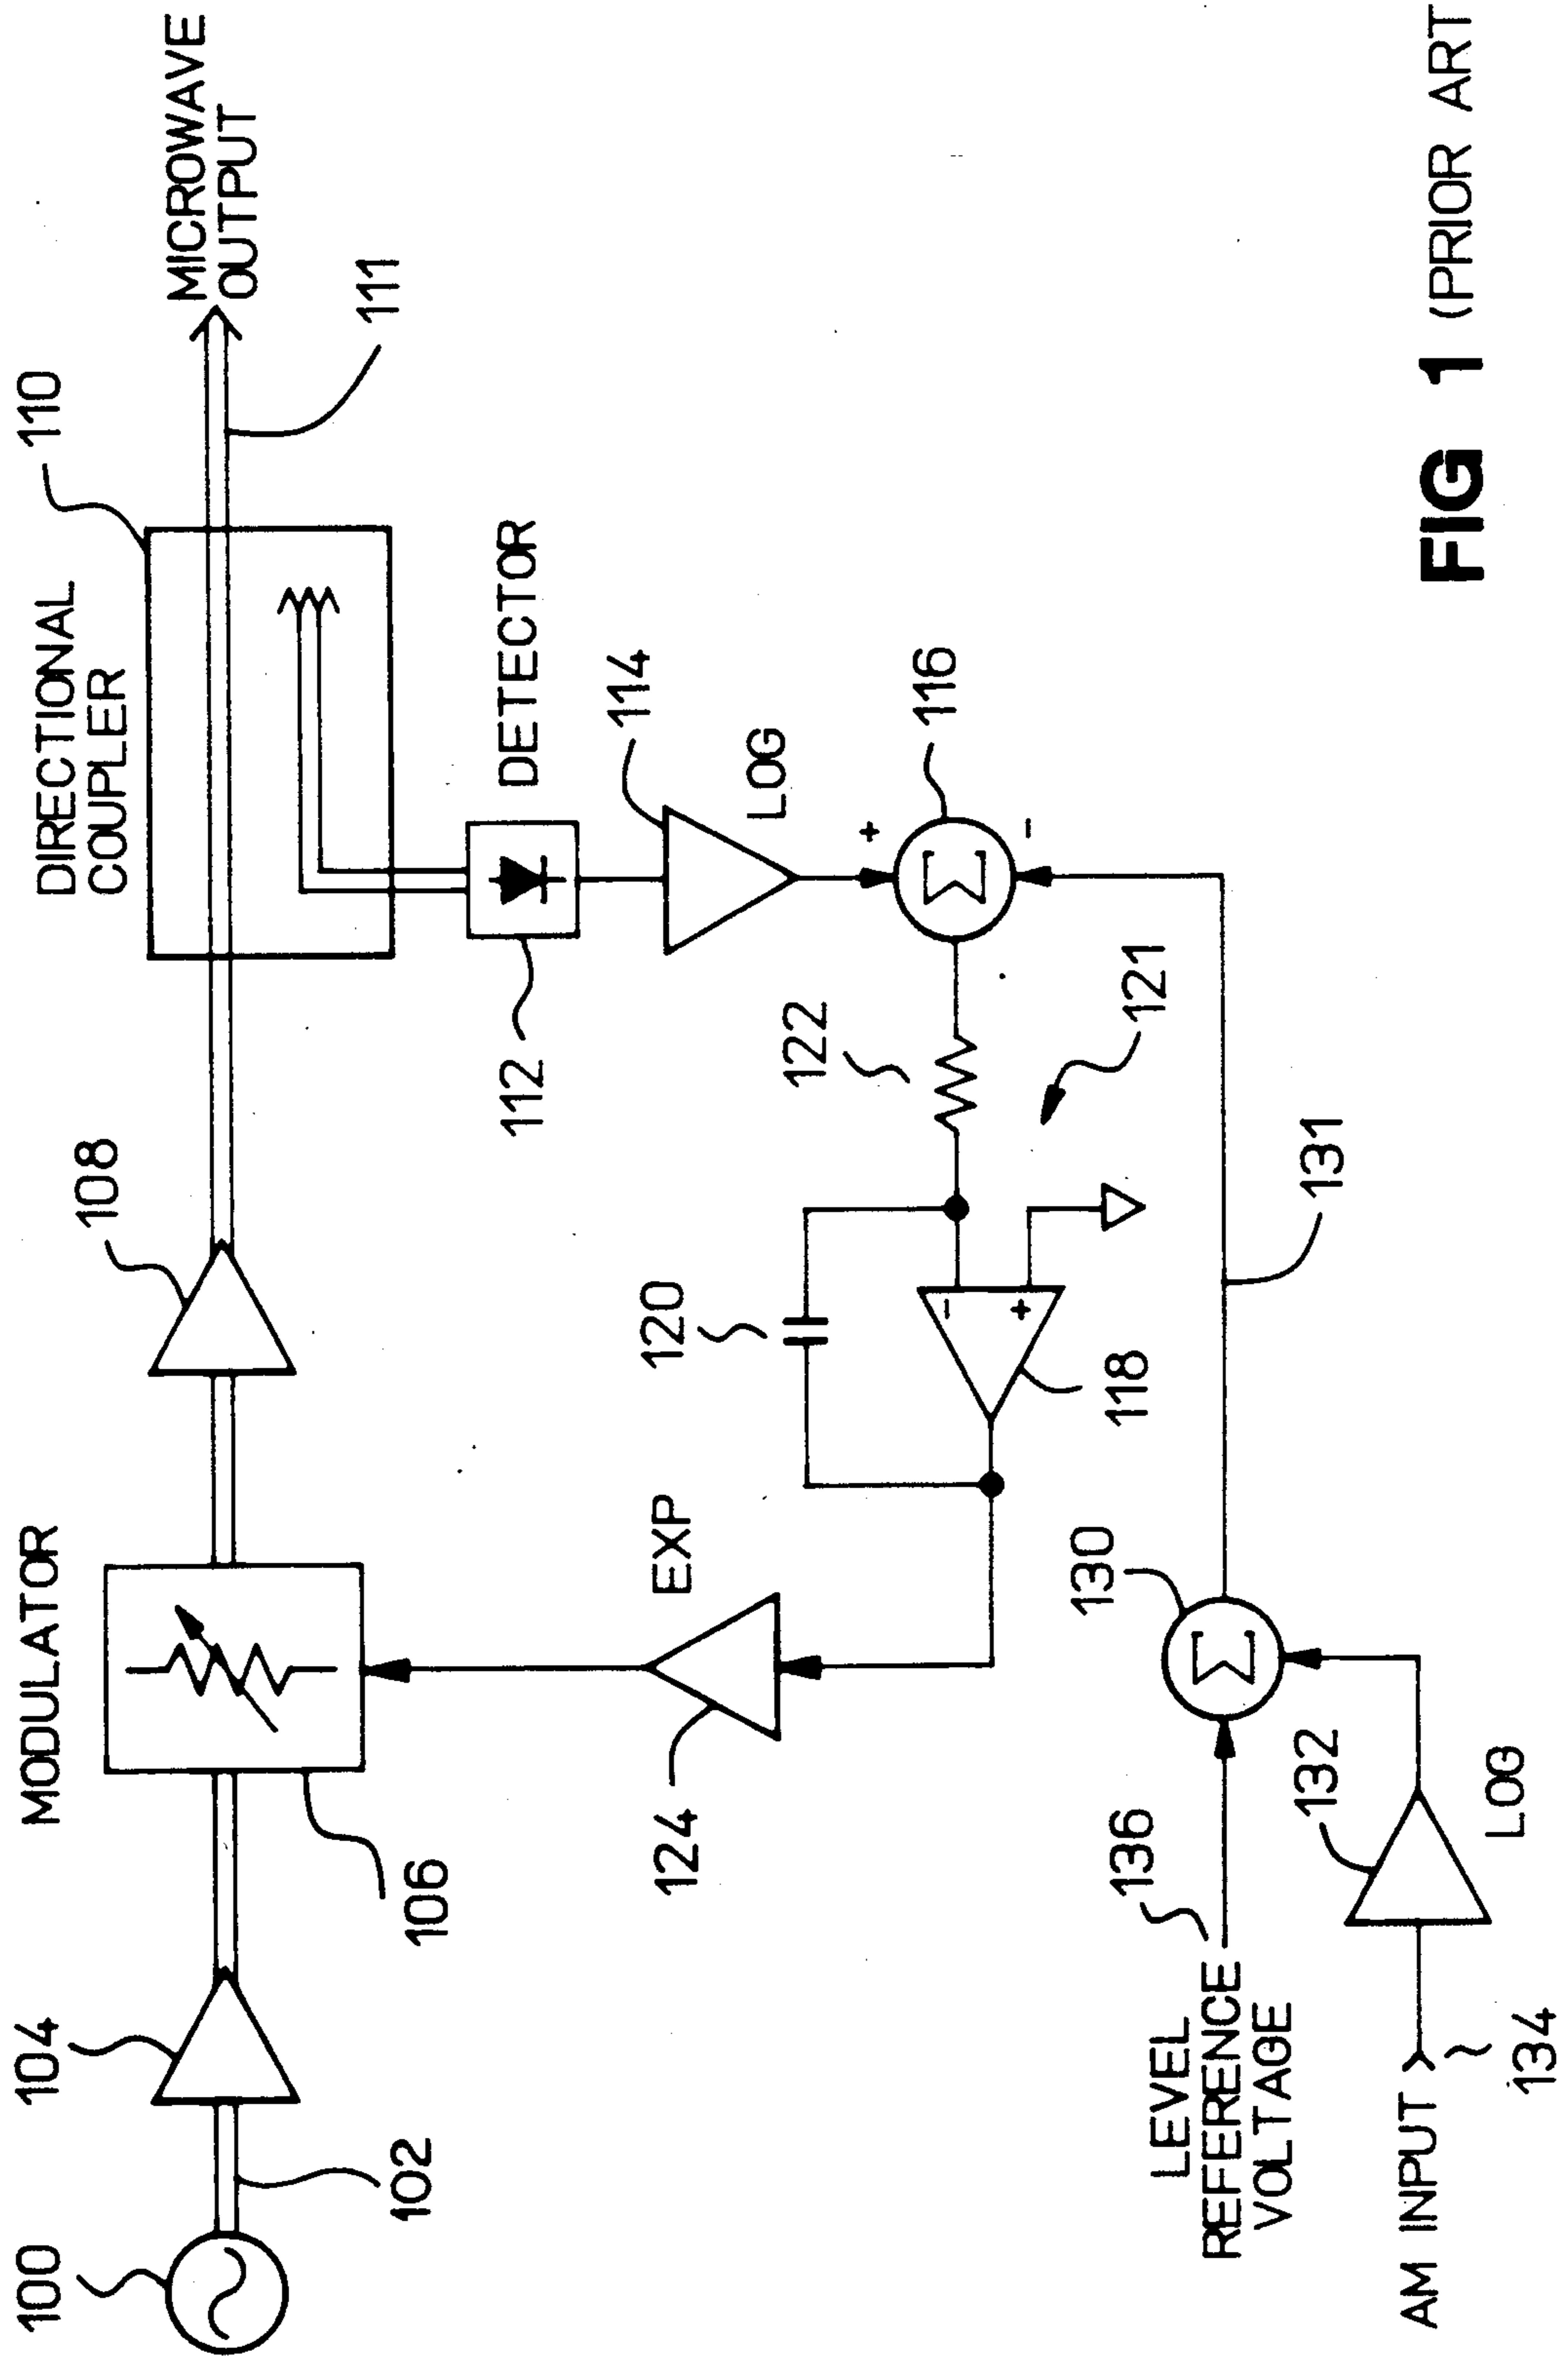 100
102
104
MODULATOR
106
108
DIRECTIONAL
COUPLER
110
MICROWAVE
OUTPUT
111
DETECTOR
112
114
LOG
EXP
124
120
122
116
+
-
-
+
118
121
LEVEL
REFERENCE
VOLTAGE
136
130
Σ
Σ
131
AM INPUT
134
132
LOG
FIG 1 (PRIOR ART